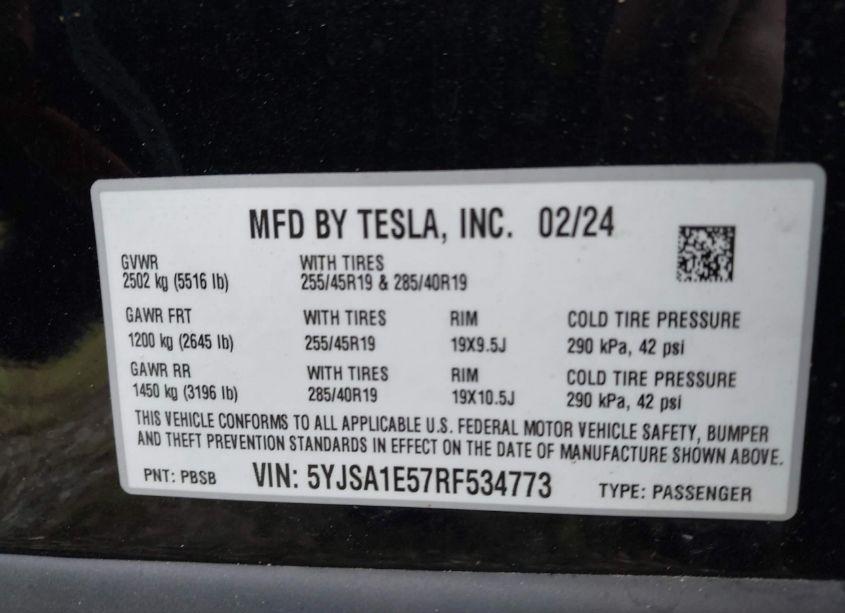 MFD BY TESLA, INC. 02/24
GVWR WITH TIRES
2502 kg (5516 lb) 255/45R19 & 285/40R19
GAWR FRT WITH TIRES RIM COLD TIRE PRESSURE
1200 kg (2645 lb) 255/45R19 19X9.5J 290 kPa, 42 psi
GAWR RR WITH TIRES RIM COLD TIRE PRESSURE
1450 kg (3196 lb) 285/40R19 19X10.5J 290 kPa, 42 psi
THIS VEHICLE CONFORMS TO ALL APPLICABLE U.S. FEDERAL MOTOR VEHICLE SAFETY, BUMPER
AND THEFT PREVENTION STANDARDS IN EFFECT ON THE DATE OF MANUFACTURE SHOWN ABOVE.
PNT: PBSB VIN: 5YJSA1E57RF534773 TYPE: PASSENGER